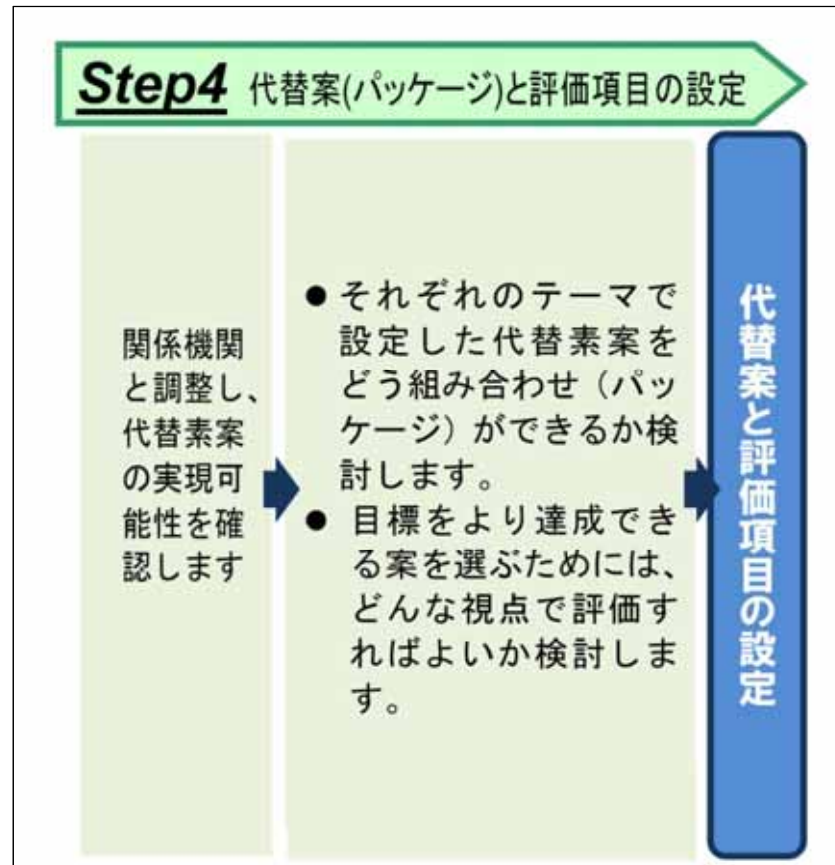 Step4 代替案(パッケージ)と評価項目の設定
関係機関
と調整し、
代替素案
の実現可
能性を確
認します
● それぞれのテーマで
設定した代替素案を
どう組み合わせ（パッ
ケージ）ができるか検
討します。
● 目標をより達成でき
る案を選ぶためには、
どんな視点で評価す
ればよいか検討しま
す。
代替案と評価項目の設定